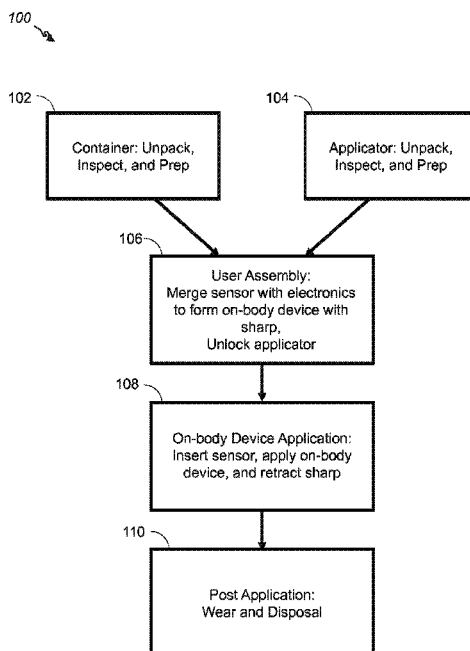 100
102
104
Container: Unpack,
Inspect, and Prep
Applicator: Unpack,
Inspect, and Prep
106
User Assembly:
Merge sensor with electronics
to form on-body device with
sharp,
Unlock applicator
108
On-body Device Application:
Insert sensor, apply on-body
device, and retract sharp
110
Post Application:
Wear and Disposal